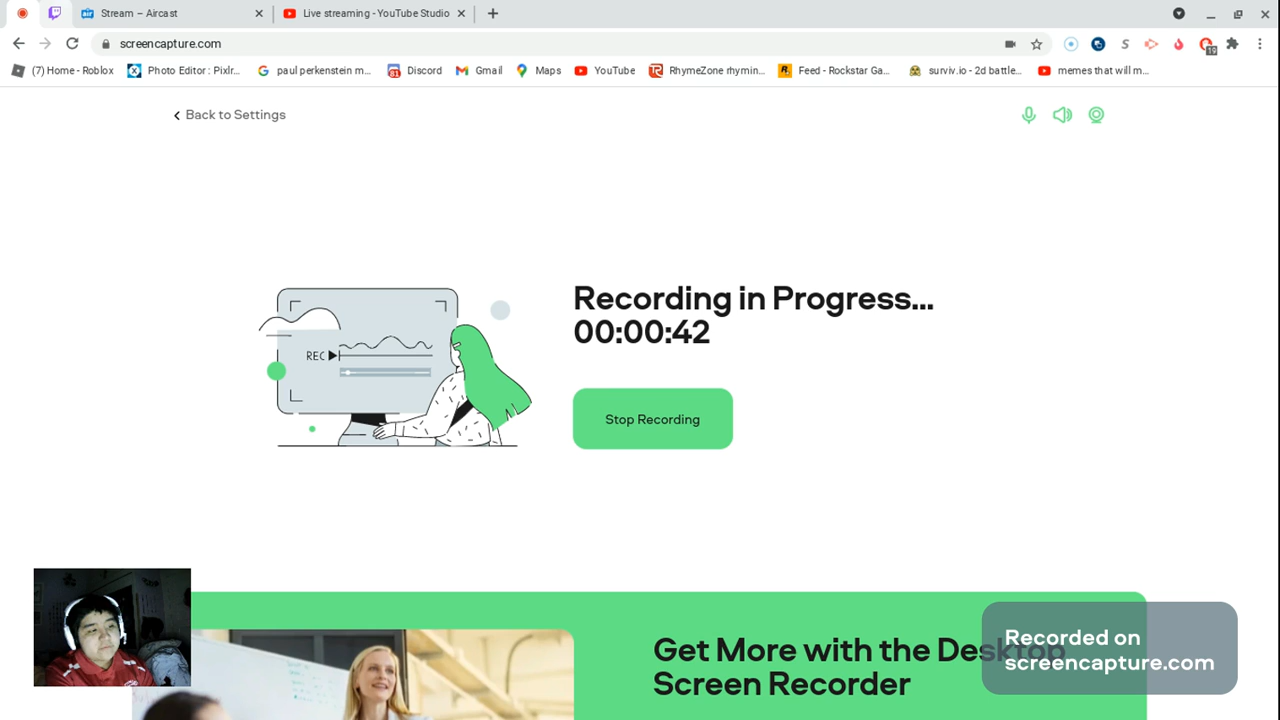 Stream – Aircast
Live streaming - YouTube Studio
screencapture.com
19
(7) Home - Roblox
Photo Editor : Pixlr...
paul perkenstein m...
Discord
Gmail
Maps
YouTube
RhymeZone rhymin...
Feed - Rockstar Ga...
surviv.io - 2d battle...
memes that will m...
Back to Settings
Recording in Progress...
00:00:42
REC
Stop Recording
Get More with the Desktop
Screen Recorder
Recorded on
screencapture.com